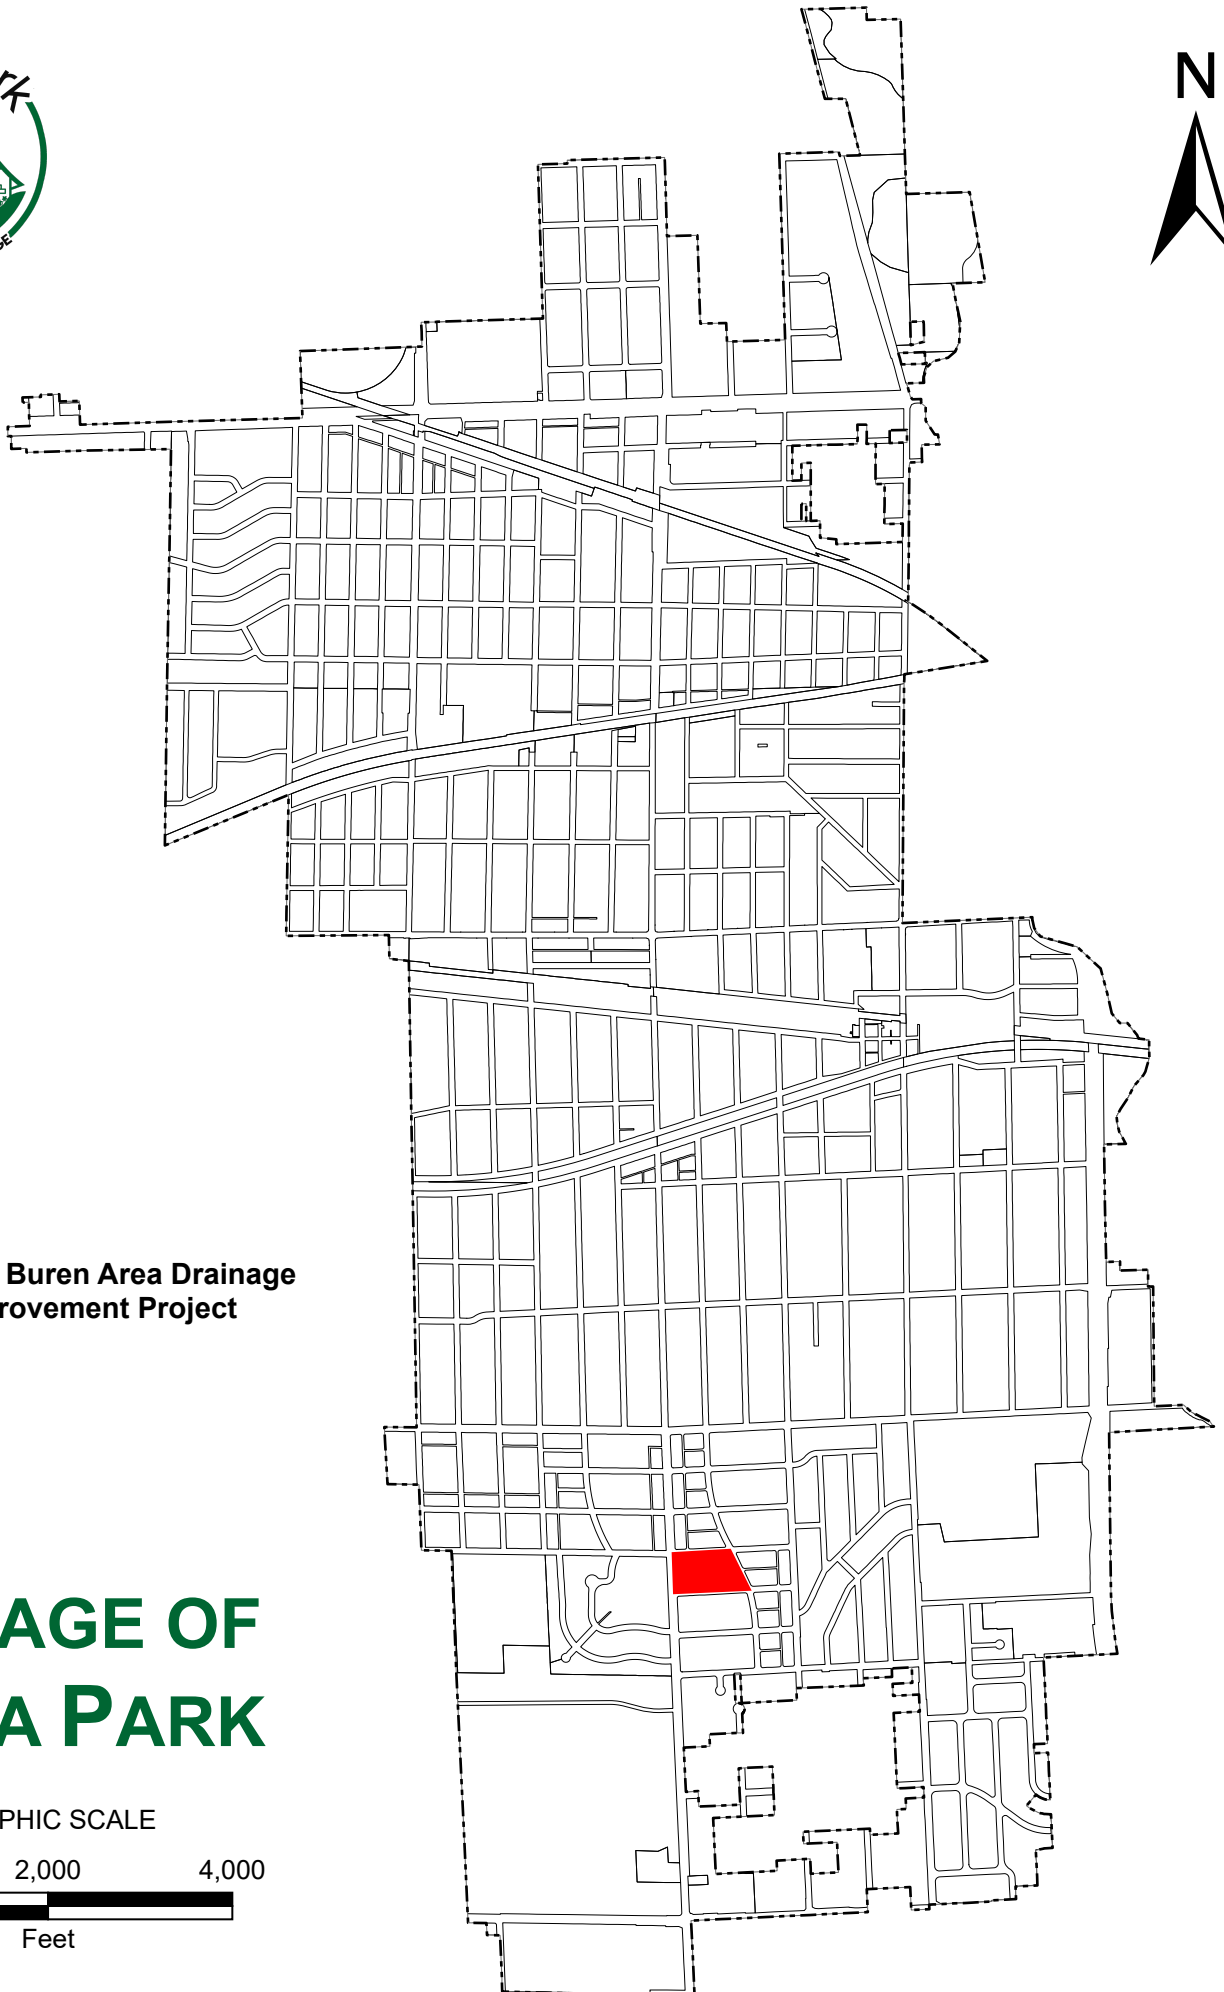 N
Buren Area Drainage
rovement Project
AGE OF
A PARK
PHIC SCALE
2,000 4,000
Feet